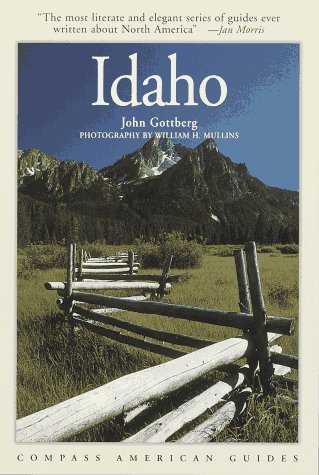 "The most literate and elegant series of guides ever
written about North America" —Jan Morris
Idaho
John Gottberg
PHOTOGRAPHY BY WILLIAM H. MULLINS
COMPASS AMERICAN GUIDES